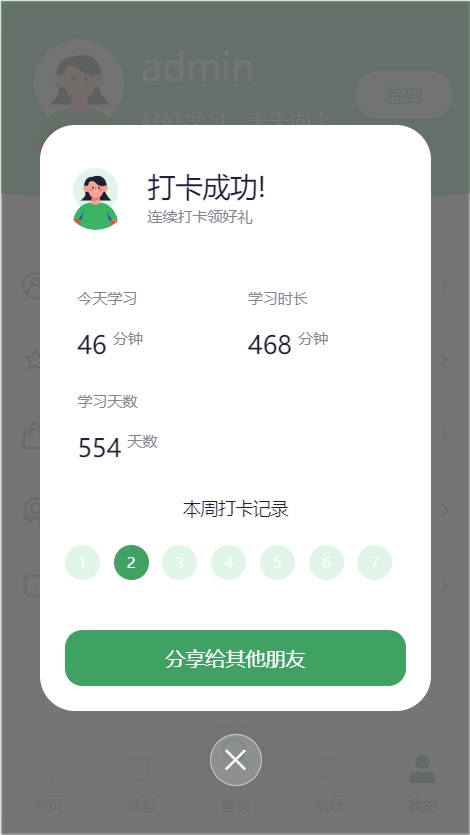 admin
签到
好好学习，天天向上
打卡成功!
连续打卡领好礼
今天学习
学习时长
46 分钟
468 分钟
学习天数
554 天数
本周打卡记录
1 2 3 4 5 6 7
分享给其他朋友
首页 课程 查找 消息 我的